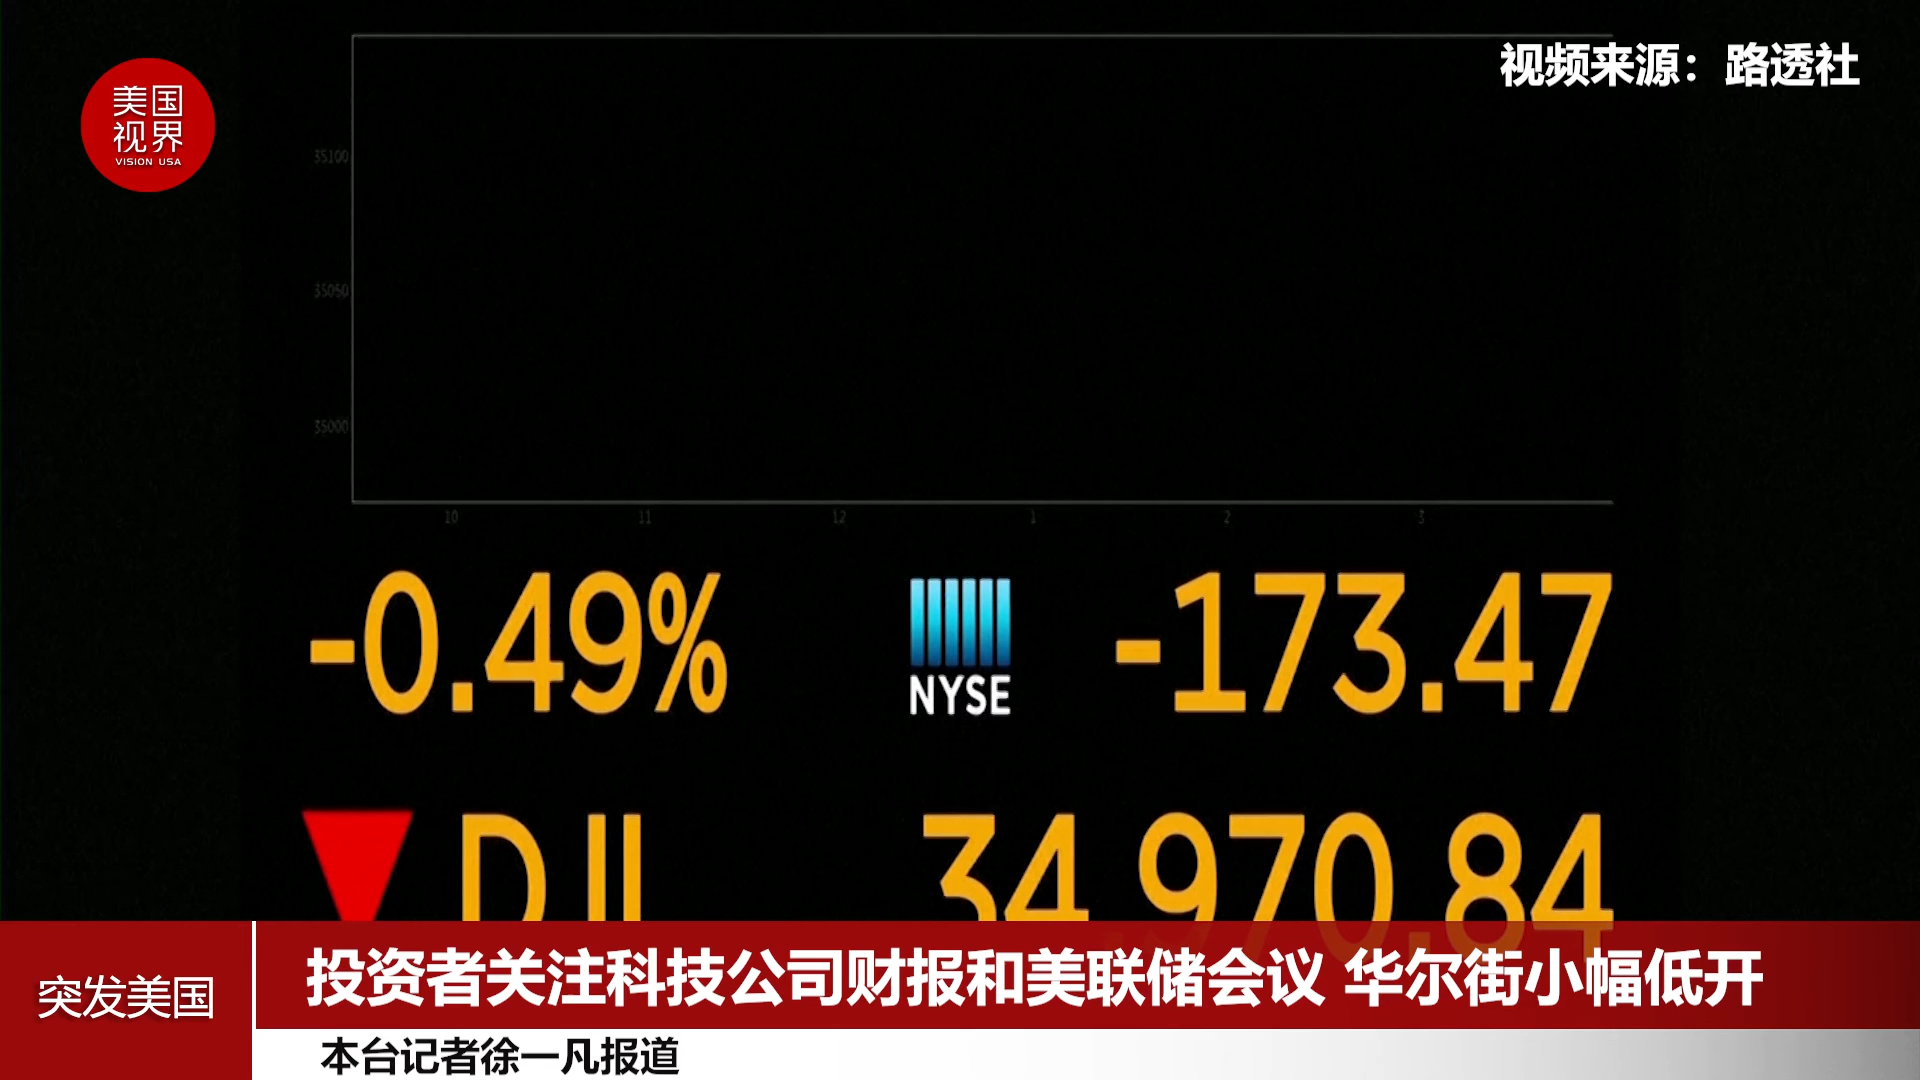 视频来源：路透社
美国
视界
VISION USA
35100
35050
35000
10 11 12 1 2 3
-0.49%
NYSE
-173.47
DJI 34,970.84
突发美国
投资者关注科技公司财报和美联储会议 华尔街小幅低开
本台记者徐一凡报道